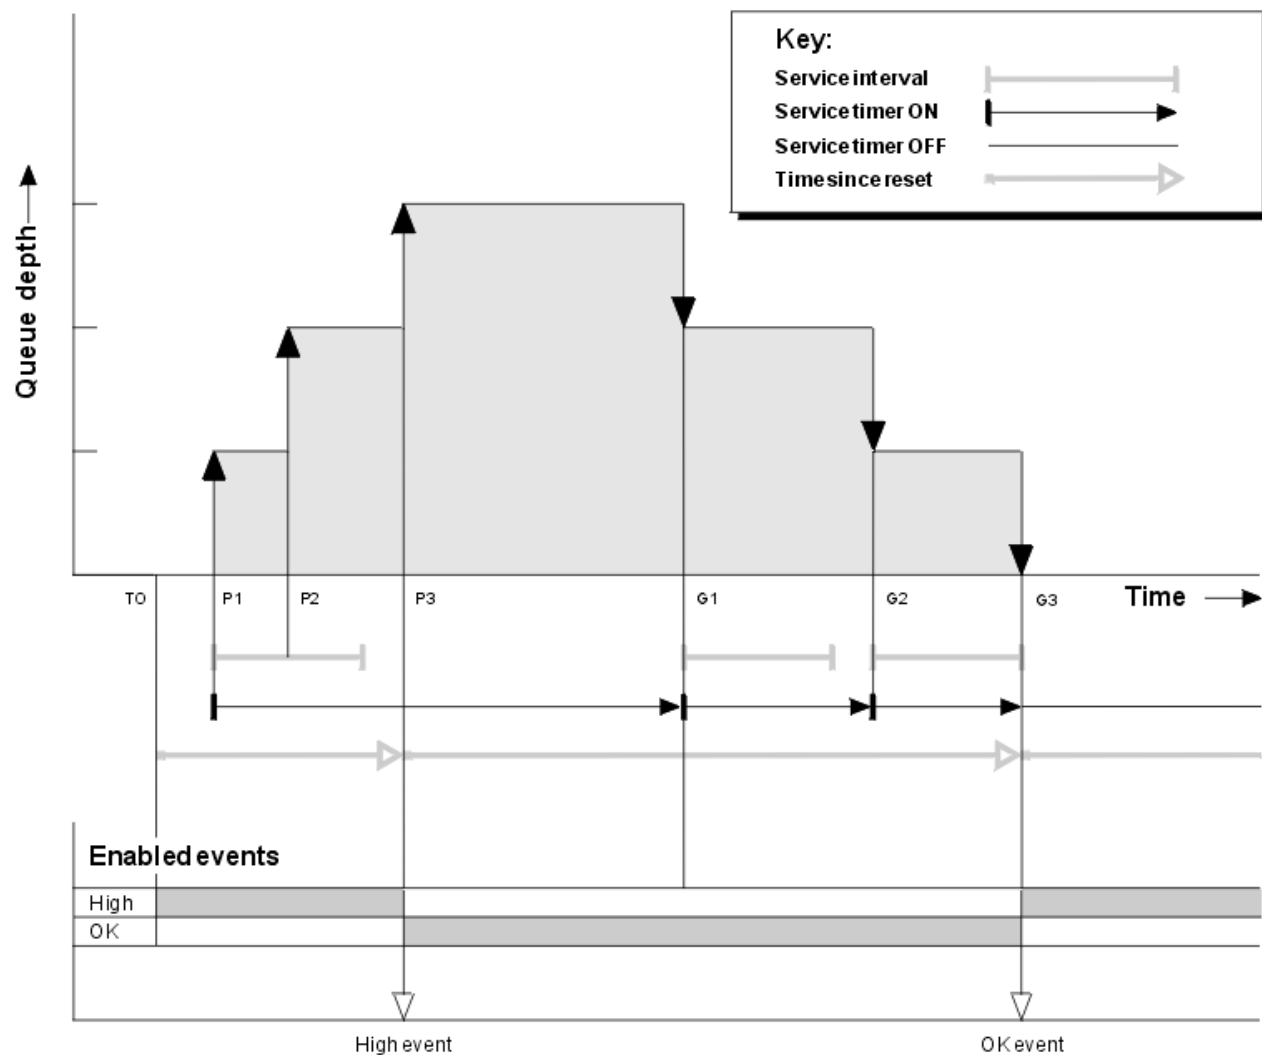 Key:
Service interval
Service timer ON
Service timer OFF
Time since reset
Queue depth
TO
P1
P2
P3
G1
G2
G3
Time
Enabled events
High
OK
High event
OK event